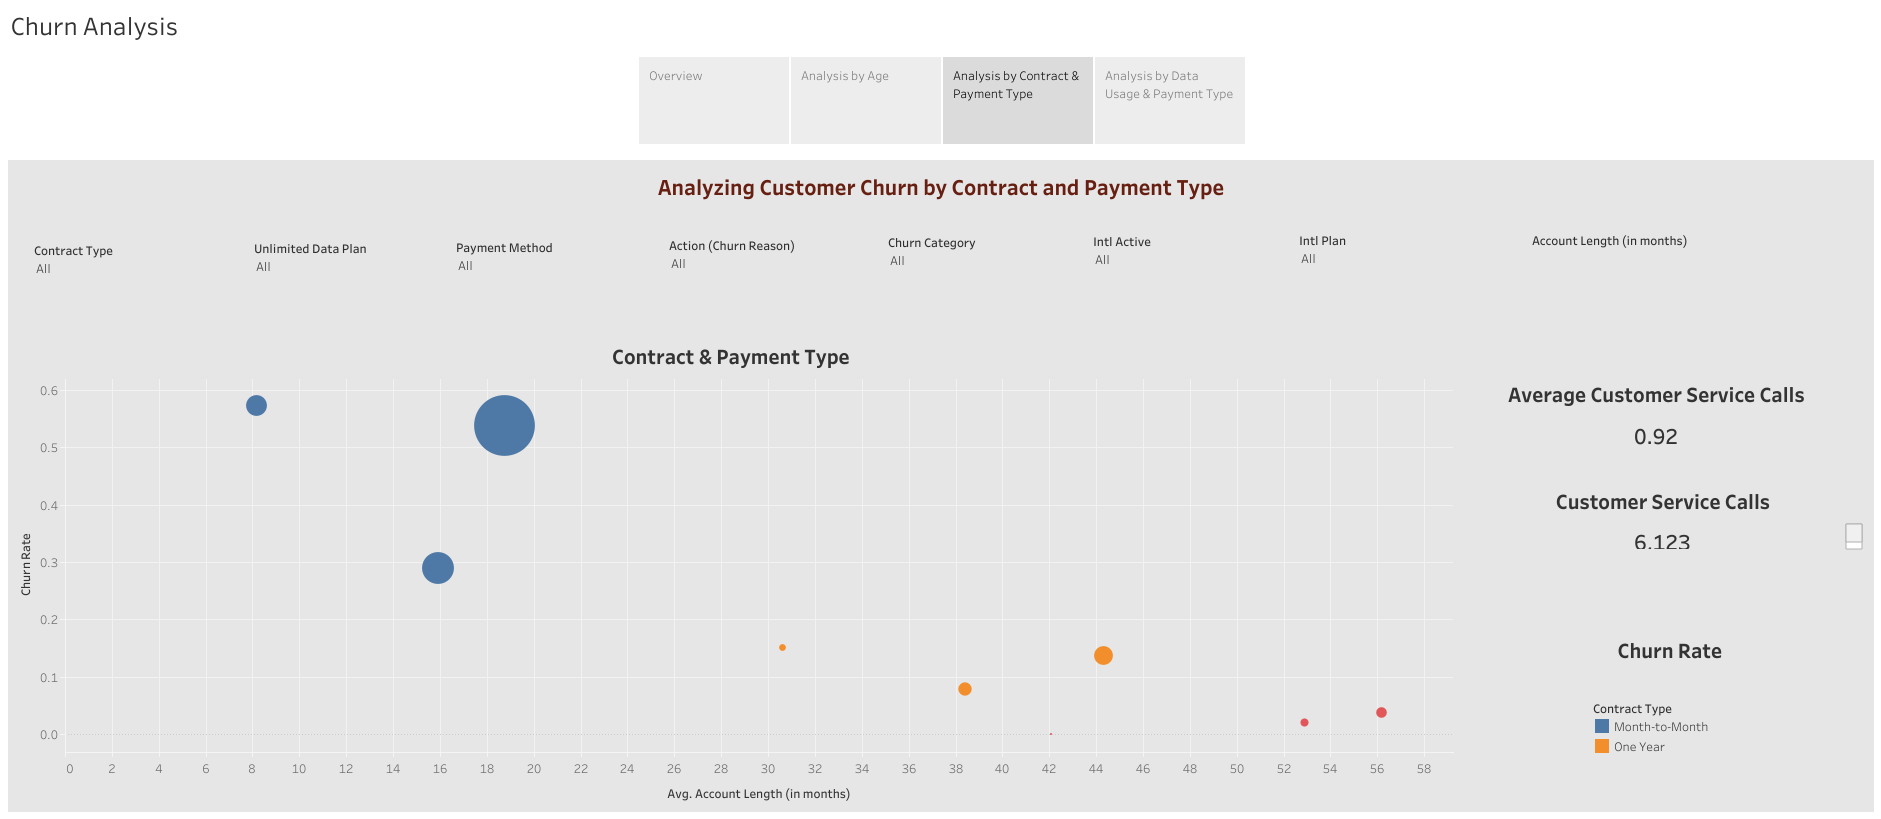 Churn Analysis
Overview
Analysis by Age
Analysis by Contract &
Payment Type
Analysis by Data
Usage & Payment Type
Analyzing Customer Churn by Contract and Payment Type
Contract Type
All
Unlimited Data Plan
All
Payment Method
All
Action (Churn Reason)
All
Churn Category
All
Intl Active
All
Intl Plan
All
Account Length (in months)
Contract & Payment Type
0.6
0.5
0.4
0.3
0.2
0.1
0.0
Churn Rate
0 2 4 6 8 10 12 14 16 18 20 22 24 26 28 30 32 34 36 38 40 42 44 46 48 50 52 54 56 58
Avg. Account Length (in months)
Average Customer Service Calls
0.92
Customer Service Calls
6,123
Churn Rate
Contract Type
Month-to-Month
One Year